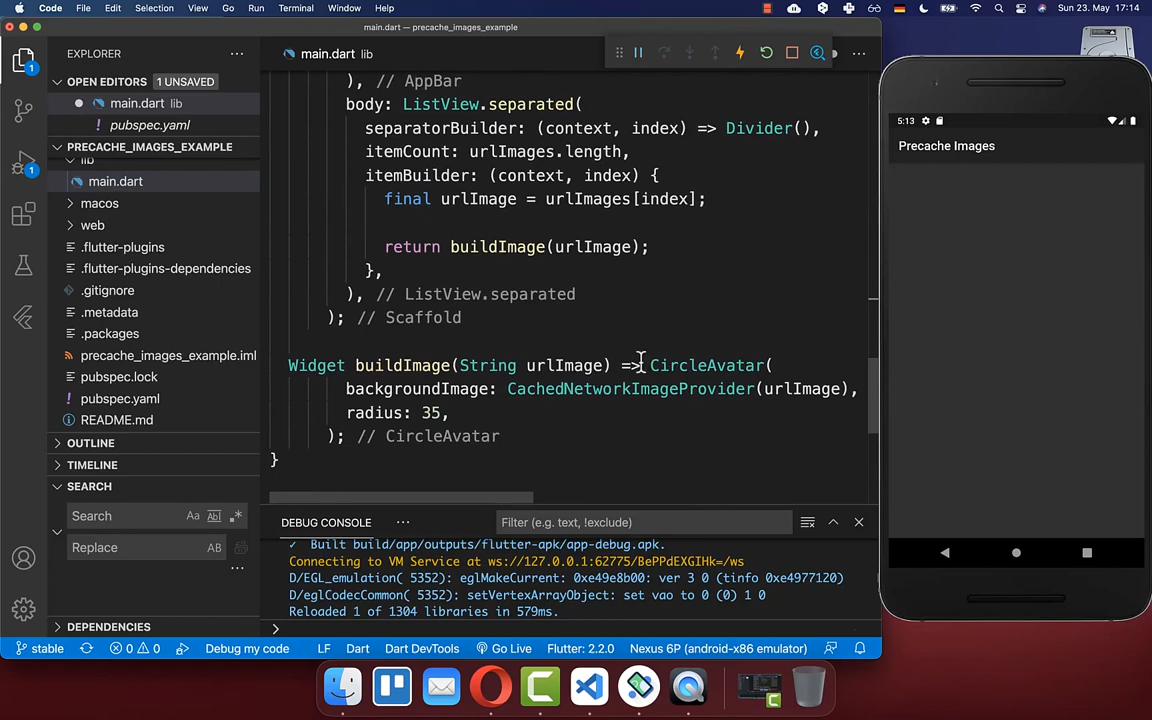 Code File Edit Selection View Go Run Terminal Window Help Sun 23. May 17:14
main.dart — precache_images_example
EXPLORER
main.dart lib
OPEN EDITORS 1 UNSAVED
main.dart lib
pubspec.yaml
PRECACHE_IMAGES_EXAMPLE
lib
main.dart
macos
web
.flutter-plugins
.flutter-plugins-dependencies
.gitignore
.metadata
.packages
precache_images_example.iml
pubspec.lock
pubspec.yaml
README.md
OUTLINE
TIMELINE
SEARCH
Search Aa Abl
Replace AB
DEPENDENCIES
), // AppBar
body: ListView.separated(
separatorBuilder: (context, index) => Divider(),
itemCount: urlImages.length,
itemBuilder: (context, index) {
final urlImage = urlImages[index];
return buildImage(urlImage);
},
), // ListView.separated
); // Scaffold
Widget buildImage(String urlImage) => CircleAvatar(
backgroundImage: CachedNetworkImageProvider(urlImage),
radius: 35,
); // CircleAvatar
}
DEBUG CONSOLE
Filter (e.g. text, !exclude)
✓ Built build/app/outputs/flutter-apk/app-debug.apk.
Connecting to VM Service at ws://127.0.0.1:62775/BePPdEXGIHk=/ws
D/EGL_emulation( 5352): eglMakeCurrent: 0xe49e8b00: ver 3 0 (tinfo 0xe4977120)
D/eglCodecCommon( 5352): setVertexArrayObject: set vao to 0 (0) 1 0
Reloaded 1 of 1304 libraries in 579ms.
stable 0 0 Debug my code LF Dart Dart DevTools Go Live Flutter: 2.2.0 Nexus 6P (android-x86 emulator)
5:13
Precache Images